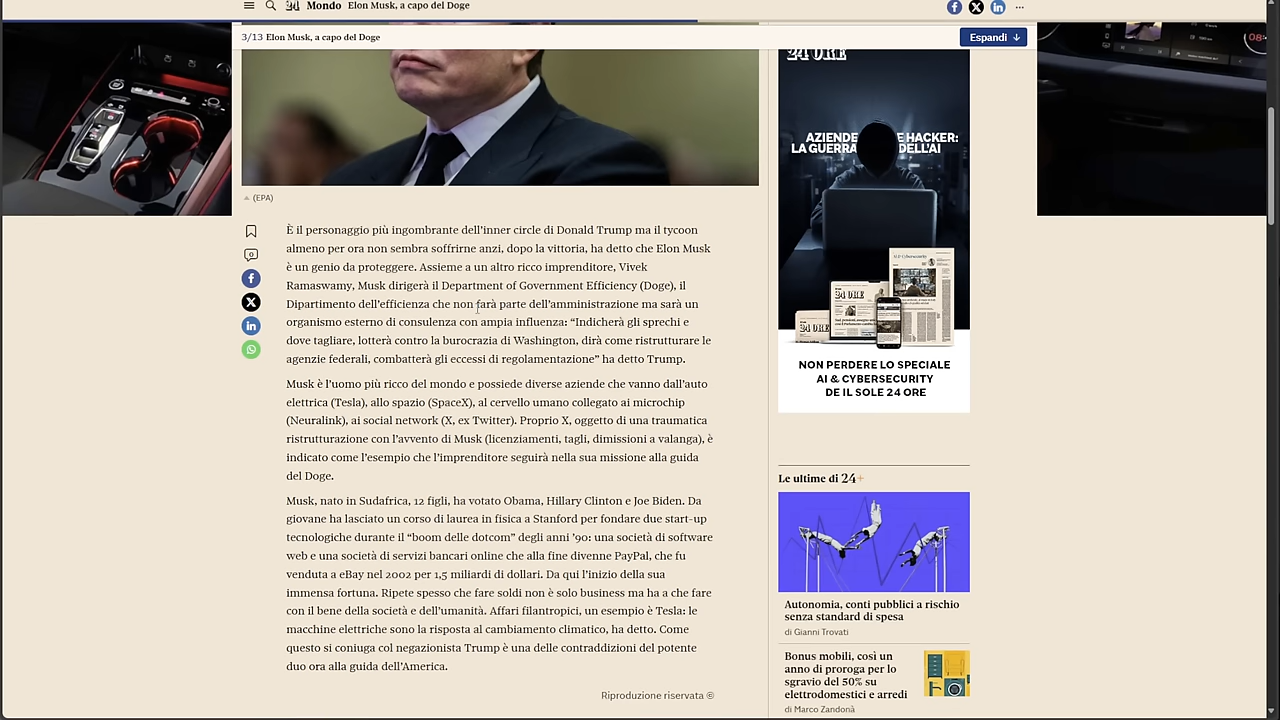 24 Mondo Elon Musk, a capo del Doge
3/13 Elon Musk, a capo del Doge
Espandi ↓
(EPA)
0
È il personaggio più ingombrante dell’inner circle di Donald Trump ma il tycoon
almeno per ora non sembra soffrirne anzi, dopo la vittoria, ha detto che Elon Musk
è un genio da proteggere. Assieme a un altro ricco imprenditore, Vivek
Ramaswamy, Musk dirigerà il Department of Government Efficiency (Doge), il
Dipartimento dell’efficienza che non farà parte dell’amministrazione ma sarà un
organismo esterno di consulenza con ampia influenza: “Indicherà gli sprechi e
dove tagliare, lotterà contro la burocrazia di Washington, dirà come ristrutturare le
agenzie federali, combatterà gli eccessi di regolamentazione” ha detto Trump.
Musk è l’uomo più ricco del mondo e possiede diverse aziende che vanno dall’auto
elettrica (Tesla), allo spazio (SpaceX), al cervello umano collegato ai microchip
(Neuralink), ai social network (X, ex Twitter). Proprio X, oggetto di una traumatica
ristrutturazione con l’avvento di Musk (licenziamenti, tagli, dimissioni a valanga), è
indicato come l’esempio che l’imprenditore seguirà nella sua missione alla guida
del Doge.
Musk, nato in Sudafrica, 12 figli, ha votato Obama, Hillary Clinton e Joe Biden. Da
giovane ha lasciato un corso di laurea in fisica a Stanford per fondare due start-up
tecnologiche durante il “boom delle dotcom” degli anni ’90: una società di software
web e una società di servizi bancari online che alla fine divenne PayPal, che fu
venduta a eBay nel 2002 per 1,5 miliardi di dollari. Da qui l’inizio della sua
immensa fortuna. Ripete spesso che fare soldi non è solo business ma ha a che fare
con il bene della società e dell’umanità. Affari filantropici, un esempio è Tesla: le
macchine elettriche sono la risposta al cambiamento climatico, ha detto. Come
questo si coniuga col negazionista Trump è una delle contraddizioni del potente
duo ora alla guida dell’America.
Riproduzione riservata ©
24 ORE
AZIENDE E HACKER:
LA GUERRA DELL’AI
24 ORE
24 ORE
NON PERDERE LO SPECIALE
AI & CYBERSECURITY
DE IL SOLE 24 ORE
Le ultime di 24+
Autonomia, conti pubblici a rischio
senza standard di spesa
di Gianni Trovati
Bonus mobili, così un
anno di proroga per lo
sgravio del 50% su
elettrodomestici e arredi
di Marco Zandonà